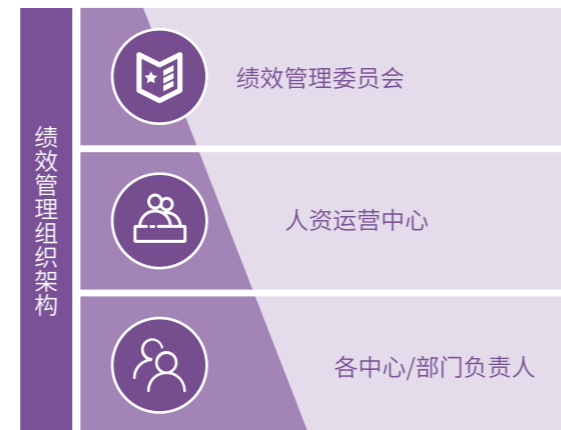 绩效管理组织架构
绩效管理委员会
人资运营中心
各中心/部门负责人